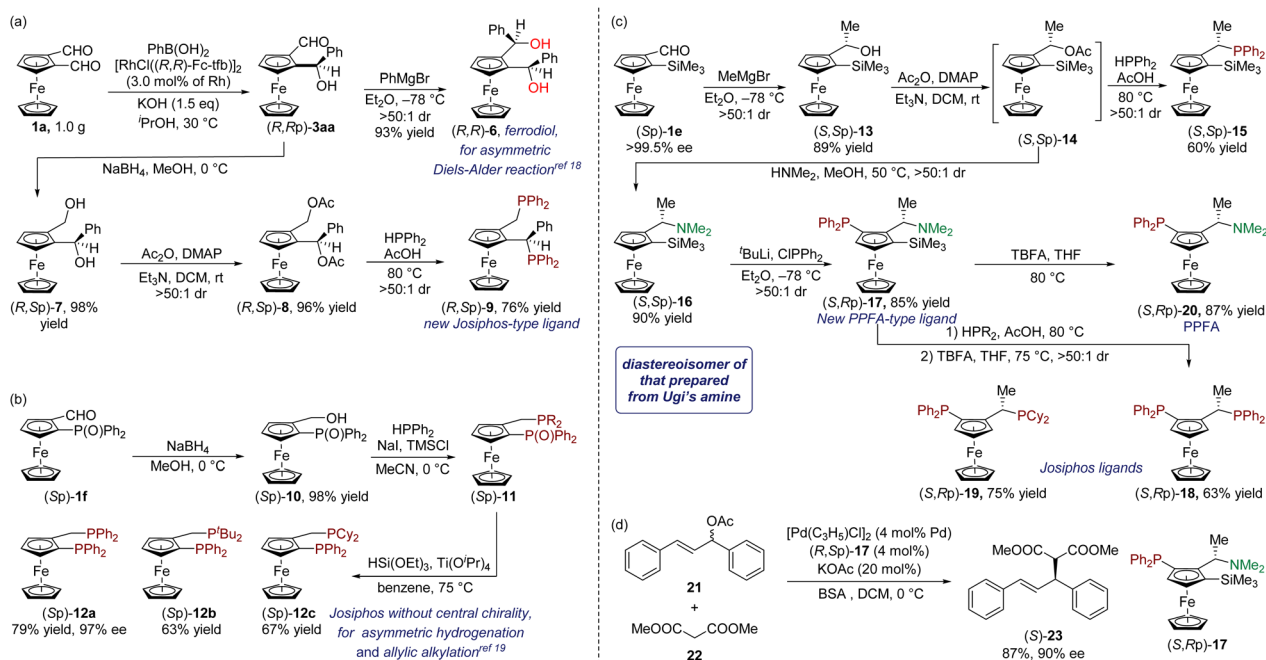 (a)
PhB(OH)2
[RhCl((R,R)-Fc-tfb)]2
(3.0 mol% of Rh)
KOH (1.5 eq)
iPrOH, 30 °C
CHO
CHO
Fe
1a, 1.0 g
CHO
Ph
H
OH
Fe
(R,Rp)-3aa
PhMgBr
Et2O, –78 °C
>50:1 dr
93% yield
Ph
H
OH
Ph
H
OH
Fe
(R,R)-6, ferrodiol,
for asymmetric
Diels-Alder reaction ref 18
NaBH4, MeOH, 0 °C
OH
Ph
H
OH
Fe
(R,Sp)-7, 98%
yield
Ac2O, DMAP
Et3N, DCM, rt
>50:1 dr
OAc
Ph
H
OAc
Fe
(R,Sp)-8, 96% yield
HPPh2
AcOH
80 °C
>50:1 dr
PPh2
Ph
H
PPh2
Fe
(R,Sp)-9, 76% yield
new Josiphos-type ligand
(b)
CHO
P(O)Ph2
Fe
(Sp)-1f
NaBH4
MeOH, 0 °C
OH
P(O)Ph2
Fe
(Sp)-10, 98% yield
HPPh2
NaI, TMSCl
MeCN, 0 °C
PR2
P(O)Ph2
Fe
(Sp)-11
HSi(OEt)3, Ti(OiPr)4
benzene, 75 °C
PPh2
PPh2
Fe
(Sp)-12a
79% yield, 97% ee
PtBu2
PPh2
Fe
(Sp)-12b
63% yield
PCy2
PPh2
Fe
(Sp)-12c
67% yield
Josiphos without central chirality,
for asymmetric hydrogenation
and allylic alkylation ref 19
(c)
CHO
SiMe3
Fe
(Sp)-1e
>99.5% ee
MeMgBr
Et2O, –78 °C
>50:1 dr
Me
OH
SiMe3
Fe
(S,Sp)-13
89% yield
Ac2O, DMAP
Et3N, DCM, rt
Me
OAc
SiMe3
Fe
(S,Sp)-14
HPPh2
AcOH
80 °C
>50:1 dr
Me
PPh2
SiMe3
Fe
(S,Sp)-15
60% yield
HNMe2, MeOH, 50 °C, >50:1 dr
Me
NMe2
SiMe3
Fe
(S,Sp)-16
90% yield
tBuLi, ClPPh2
Et2O, –78 °C
>50:1 dr
Me
Ph2P
NMe2
SiMe3
Fe
(S,Rp)-17, 85% yield
New PPFA-type ligand
TBFA, THF
80 °C
Me
Ph2P
NMe2
Fe
(S,Rp)-20, 87% yield
PPFA
1) HPR2, AcOH, 80 °C
2) TBFA, THF, 75 °C, >50:1 dr
diastereoisomer of
that prepared
from Ugi's amine
Me
Ph2P
PCy2
Fe
(S,Rp)-19, 75% yield
Me
Ph2P
PPh2
Fe
(S,Rp)-18, 63% yield
Josiphos ligands
(d)
OAc
21
+
MeOOC
COOMe
22
[Pd(C3H5)Cl]2 (4 mol% Pd)
(R,Sp)-17 (4 mol%)
KOAc (20 mol%)
BSA , DCM, 0 °C
MeOOC
COOMe
(S)-23
87%, 90% ee
Me
Ph2P
NMe2
SiMe3
Fe
(S,Rp)-17